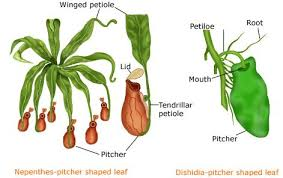 Winged petiole
Lid
Tendrillar
petiole
Pitcher
Nepenthes-pitcher shaped leaf
Petiloe
Root
Mouth
Pitcher
Dishidia-pitcher shaped leaf